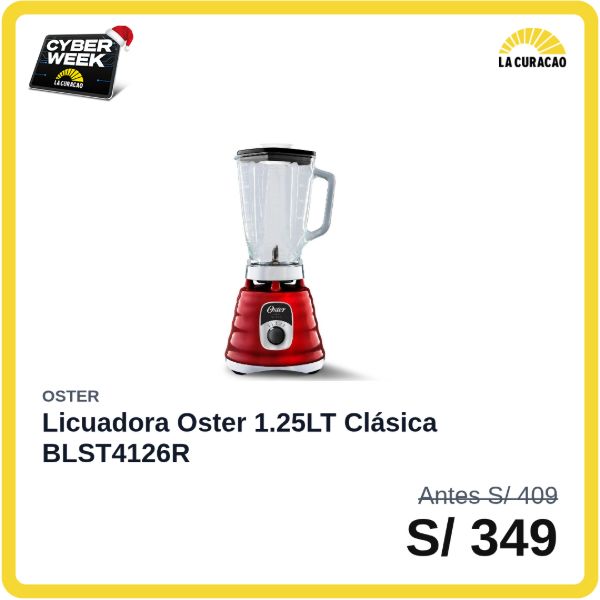 CYBER
WEEK
LA CURACAO
LA CURACAO
Oster
OSTER
Licuadora Oster 1.25LT Clásica
BLST4126R
Antes S/ 409
S/ 349